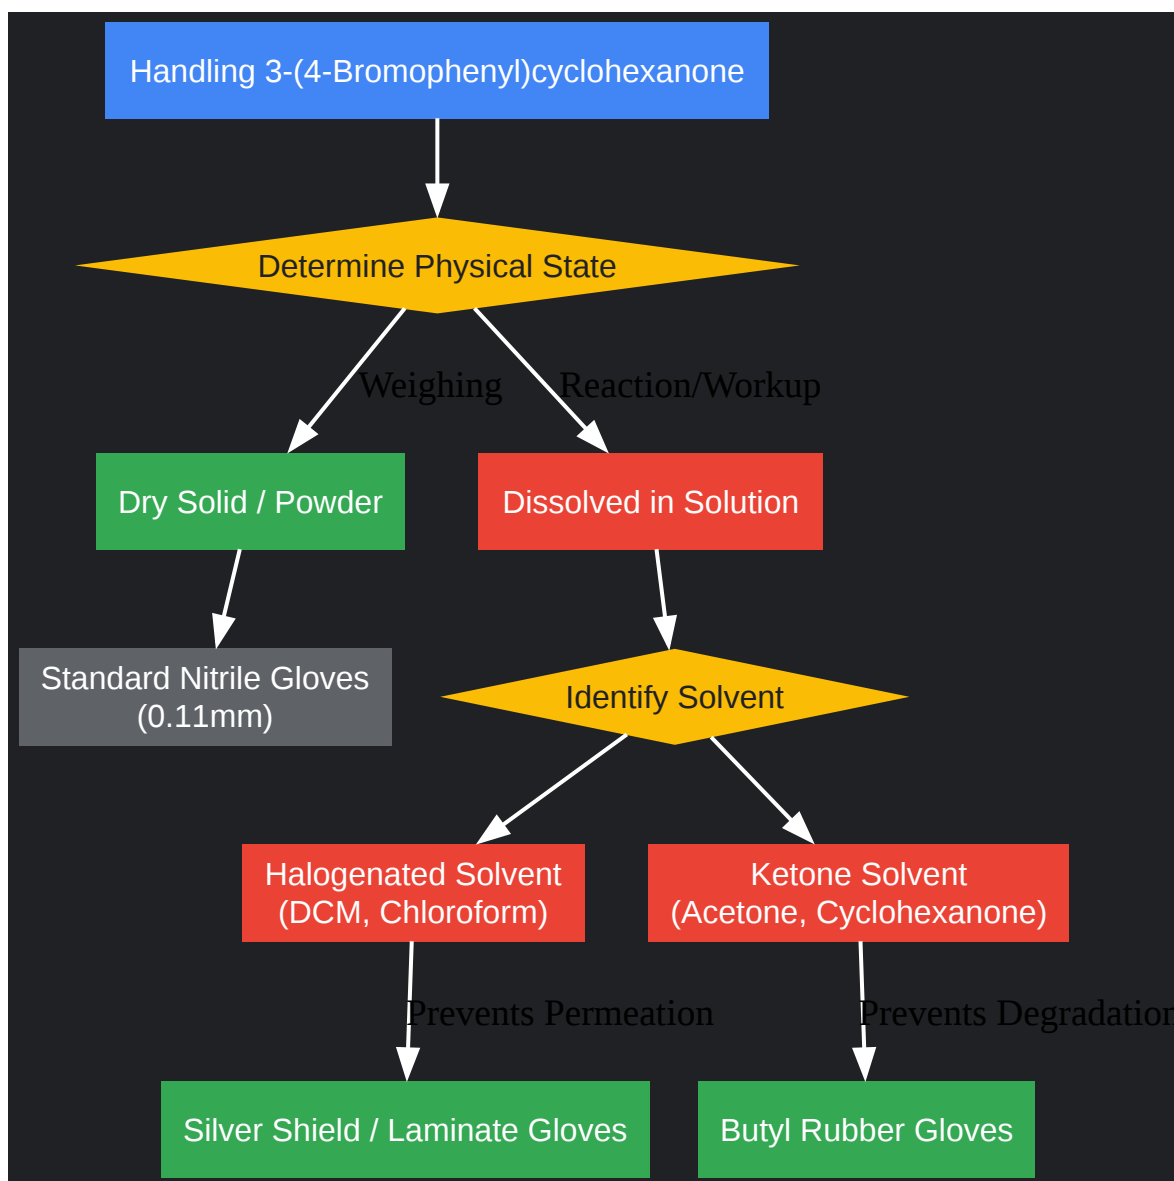 Handling 3-(4-Bromophenyl)cyclohexanone
Determine Physical State
Weighing
Reaction/Workup
Dry Solid / Powder
Dissolved in Solution
Standard Nitrile Gloves
(0.11mm)
Identify Solvent
Halogenated Solvent
(DCM, Chloroform)
Ketone Solvent
(Acetone, Cyclohexanone)
Prevents Permeation
Prevents Degradation
Silver Shield / Laminate Gloves
Butyl Rubber Gloves